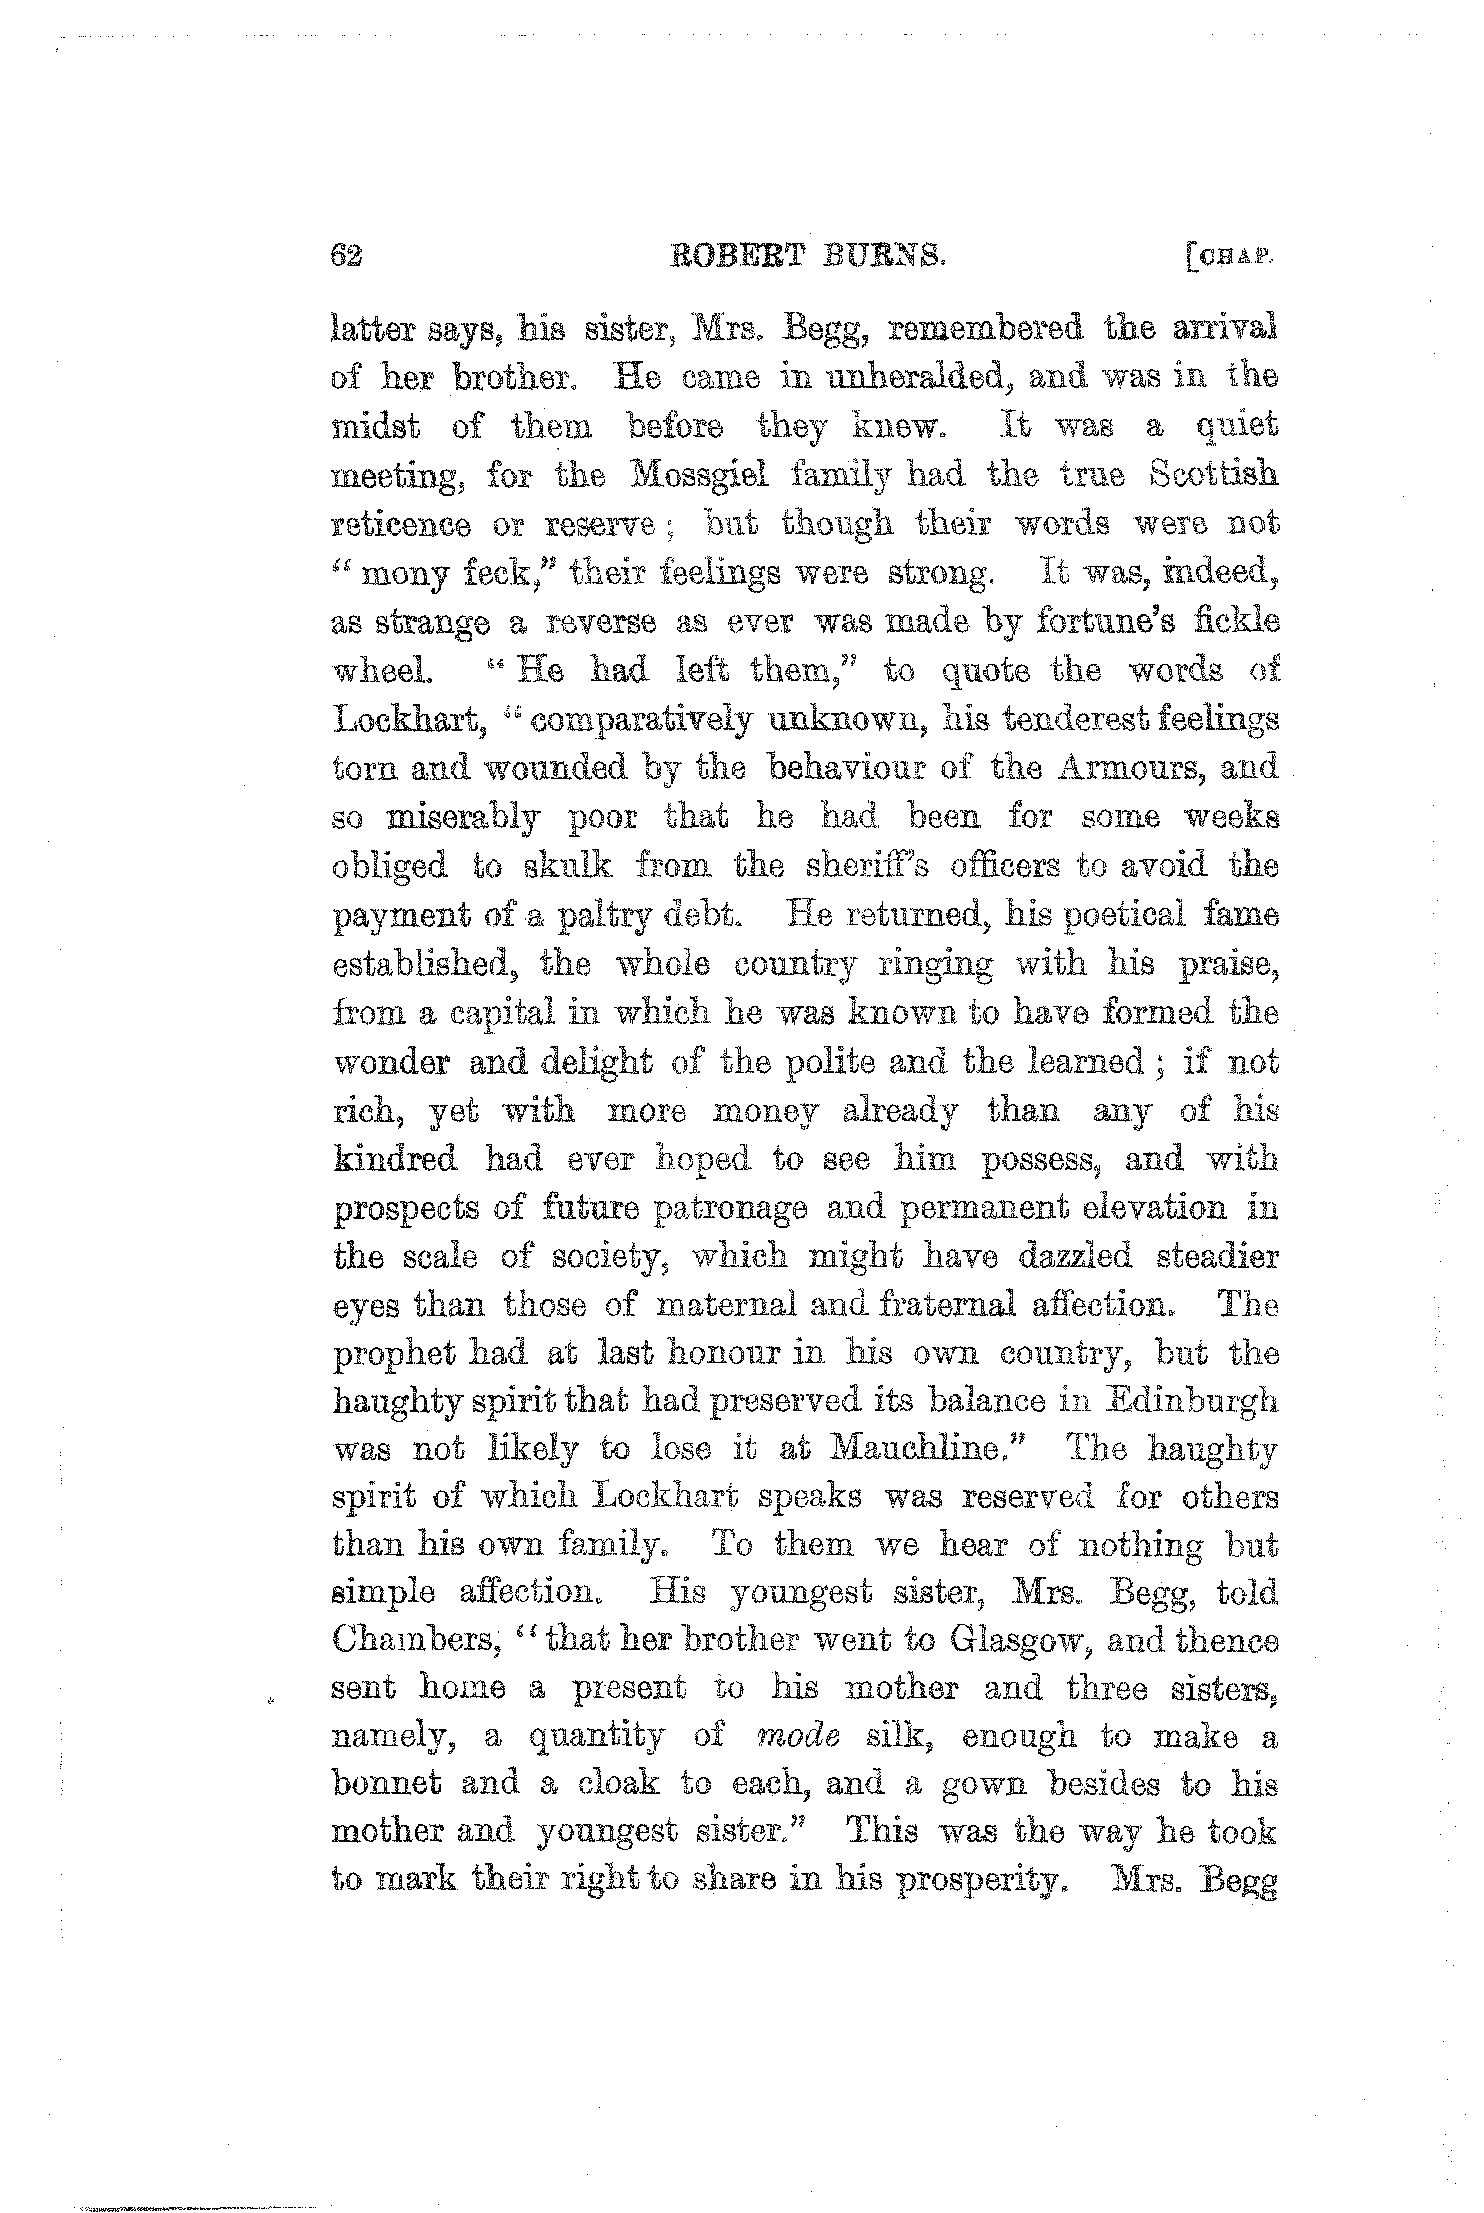 62 ROBERT BURNS. [CHAP.
latter says, his sister, Mrs. Begg, remembered the arrival
of her brother. He came in unheralded, and was in the
midst of them before they knew. It was a quiet
meeting, for the Mossgiel family had the true Scottish
reticence or reserve; but though their words were not
"mony feck," their feelings were strong. It was, indeed,
as strange a reverse as ever was made by fortune's fickle
wheel. "He had left them," to quote the words of
Lockhart, "comparatively unknown, his tenderest feelings
torn and wounded by the behaviour of the Armours, and
so miserably poor that he had been for some weeks
obliged to skulk from the sheriff's officers to avoid the
payment of a paltry debt. He returned, his poetical fame
established, the whole country ringing with his praise,
from a capital in which he was known to have formed the
wonder and delight of the polite and the learned; if not
rich, yet with more money already than any of his
kindred had ever hoped to see him possess, and with
prospects of future patronage and permanent elevation in
the scale of society, which might have dazzled steadier
eyes than those of maternal and fraternal affection. The
prophet had at last honour in his own country, but the
haughty spirit that had preserved its balance in Edinburgh
was not likely to lose it at Mauchline." The haughty
spirit of which Lockhart speaks was reserved for others
than his own family. To them we hear of nothing but
simple affection. His youngest sister, Mrs. Begg, told
Chambers, "that her brother went to Glasgow, and thence
sent home a present to his mother and three sisters,
namely, a quantity of mode silk, enough to make a
bonnet and a cloak to each, and a gown besides to his
mother and youngest sister." This was the way he took
to mark their right to share in his prosperity. Mrs. Begg